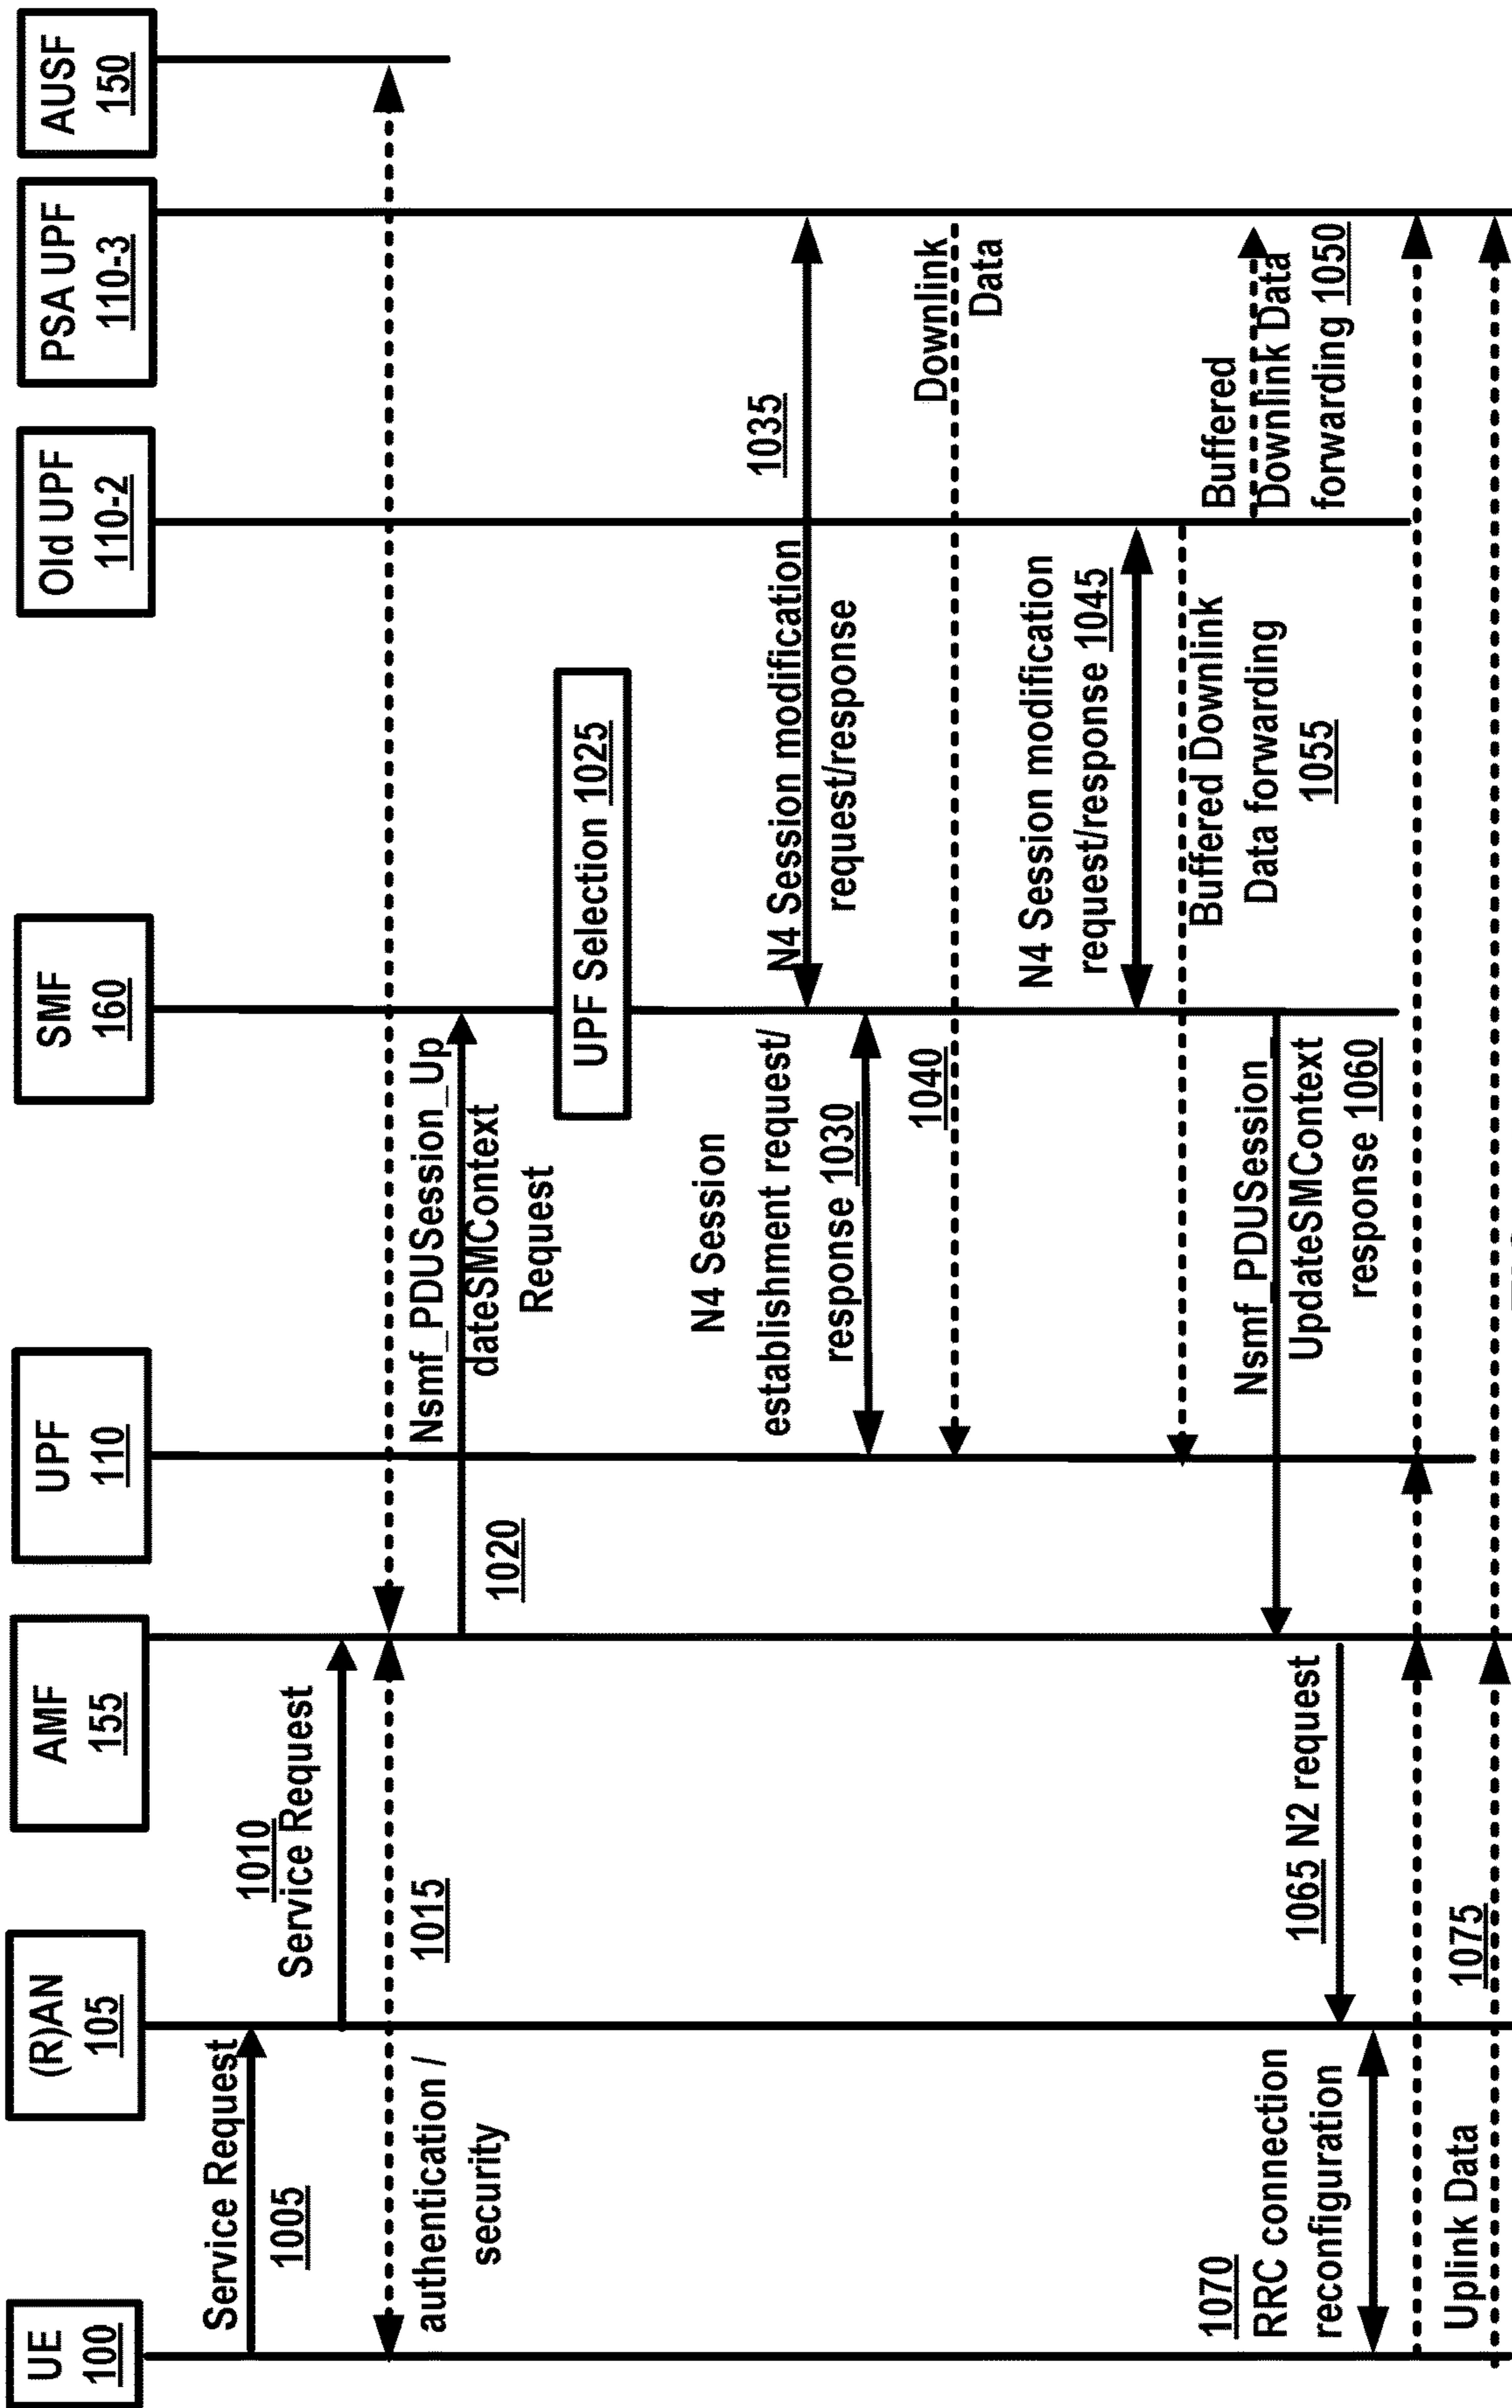 UE
100
(R)AN
105
AMF
155
UPF
110
SMF
160
Old UPF
110-2
PSA UPF
110-3
AUSF
150
Service Request
1005
1010
Service Request
authentication /
security
1015
Nsmf_PDUSession_Up
dateSMContext
Request
1020
UPF Selection 1025
N4 Session
establishment request/
response 1030
N4 Session modification
request/response
1035
1040
Downlink
Data
N4 Session modification
request/response 1045
Buffered Downlink
Data forwarding
1055
Buffered
Downlink Data
forwarding 1050
Nsmf_PDUSession_
UpdateSMContext
response 1060
1065 N2 request
1070
RRC connection
reconfiguration
Uplink Data
1075